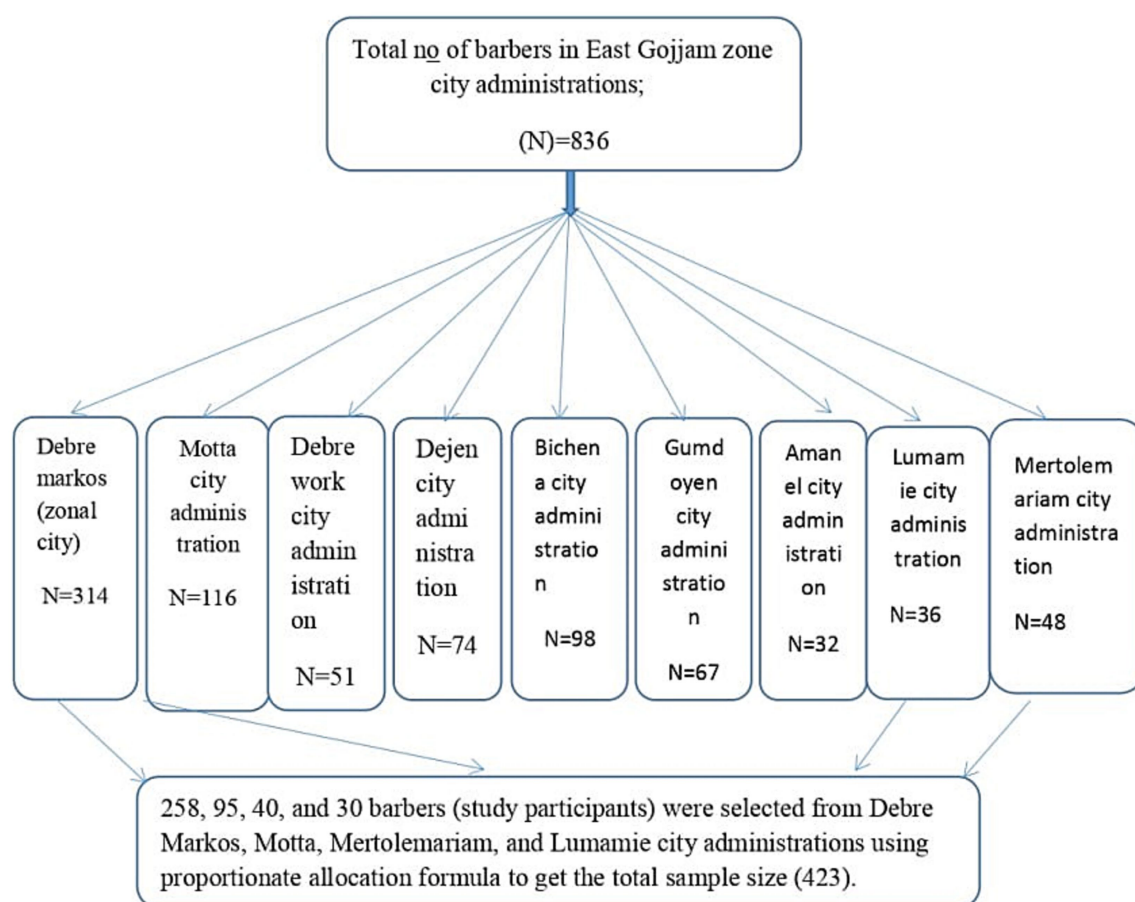 Total no of barbers in East Gojjam zone
city administrations;
(N)=836
Debre
markos
(zonal
city)
N=314
Motta
city
adminis
tration
N=116
Debre
work
city
admin
istrati
on
N=51
Dejen
city
admi
nistra
tion
N=74
Bichen
a city
admini
stratio
n
N=98
Gumd
oyen
city
admini
stratio
n
N=67
Aman
el city
admin
istrati
on
N=32
Lumam
ie city
adminis
tration
N=36
Mertolem
ariam city
administra
tion
N=48
258, 95, 40, and 30 barbers (study participants) were selected from Debre
Markos, Motta, Mertolemariam, and Lumamie city administrations using
proportionate allocation formula to get the total sample size (423).